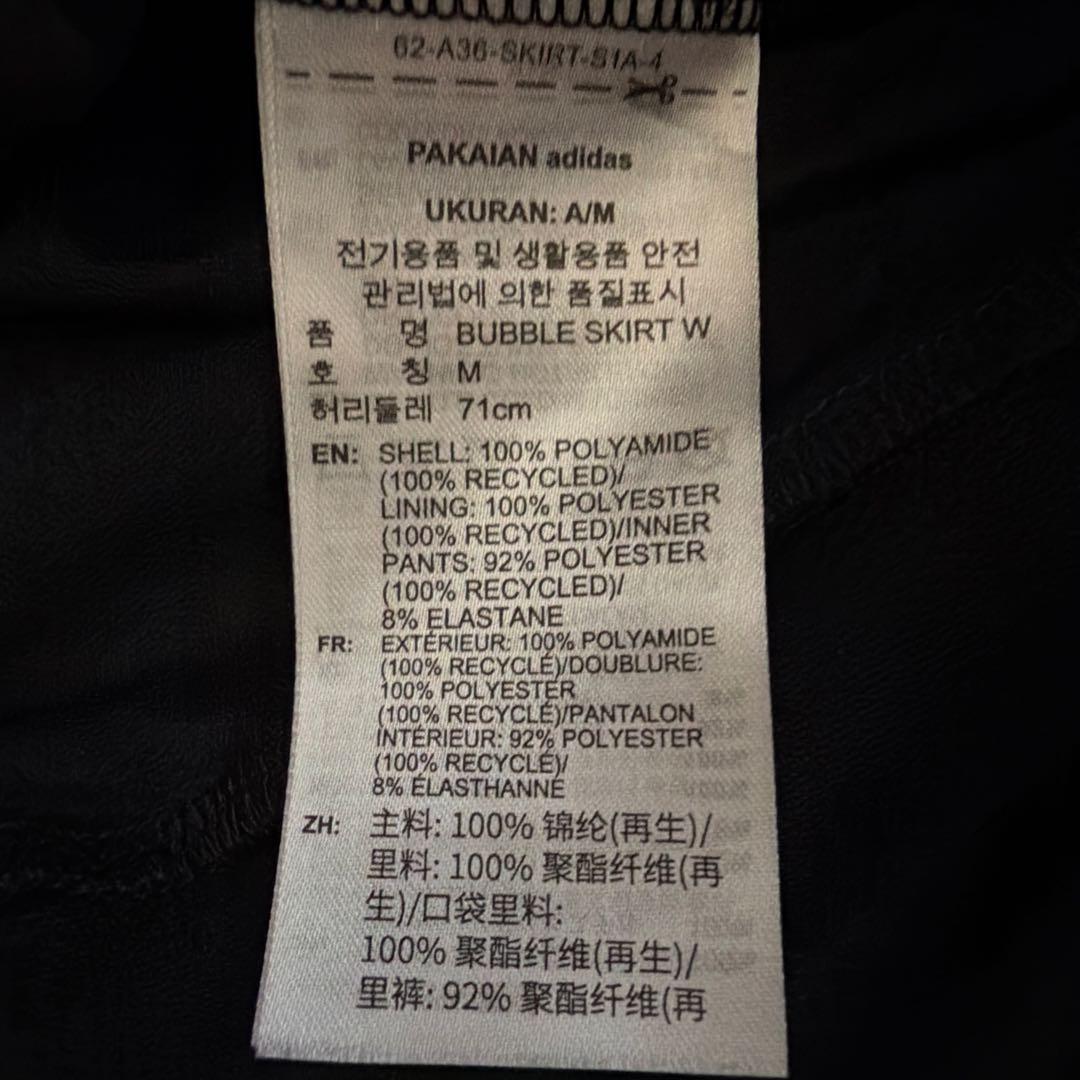 62-A36-SKIRT-S1A-4
PAKAIAN adidas
UKURAN: A/M
전기용품 및 생활용품 안전
관리법에 의한 품질표시
품 명 BUBBLE SKIRT W
호 칭 M
허리둘레 71cm
EN: SHELL: 100% POLYAMIDE
(100% RECYCLED)/
LINING: 100% POLYESTER
(100% RECYCLED)/INNER
PANTS: 92% POLYESTER
(100% RECYCLED)/
8% ELASTANE
FR: EXTÉRIEUR: 100% POLYAMIDE
(100% RECYCLÉ)/DOUBLURE:
100% POLYESTER
(100% RECYCLÉ)/PANTALON
INTÉRIEUR: 92% POLYESTER
(100% RECYCLÉ)/
8% ÉLASTHANNE
ZH: 主料: 100% 锦纶(再生)/
里料: 100% 聚酯纤维(再
生)/口袋里料:
100% 聚酯纤维(再生)/
里裤: 92% 聚酯纤维(再